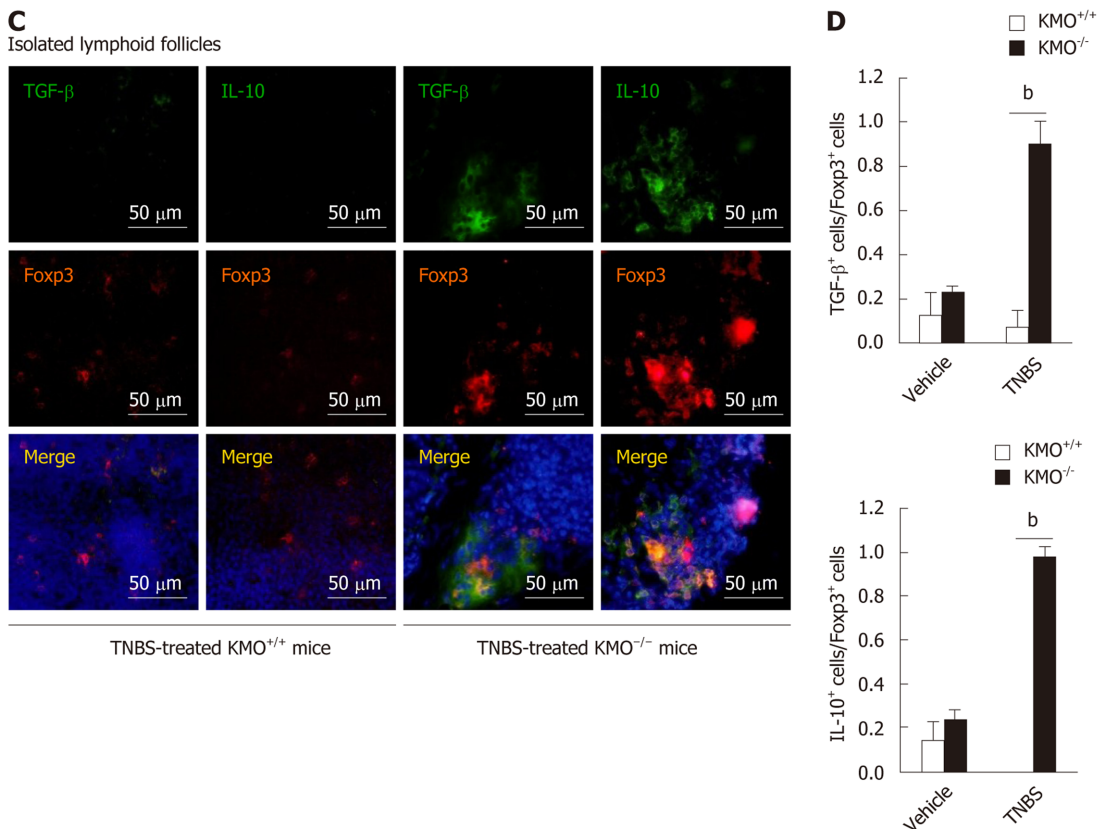 C
Isolated lymphoid follicles
TGF-β IL-10 TGF-β IL-10
50 μm 50 μm 50 μm 50 μm
Foxp3 Foxp3 Foxp3 Foxp3
50 μm 50 μm 50 μm 50 μm
Merge Merge Merge Merge
50 μm 50 μm 50 μm 50 μm
TNBS-treated KMO+/+ mice TNBS-treated KMO−/− mice
D
KMO+/+
KMO-/-
TGF-β+ cells/Foxp3+ cells
1.2
1.0
0.8
0.6
0.4
0.2
0.0
b
Vehicle TNBS
KMO+/+
KMO-/-
IL-10+ cells/Foxp3+ cells
1.2
1.0
0.8
0.6
0.4
0.2
0.0
b
Vehicle TNBS